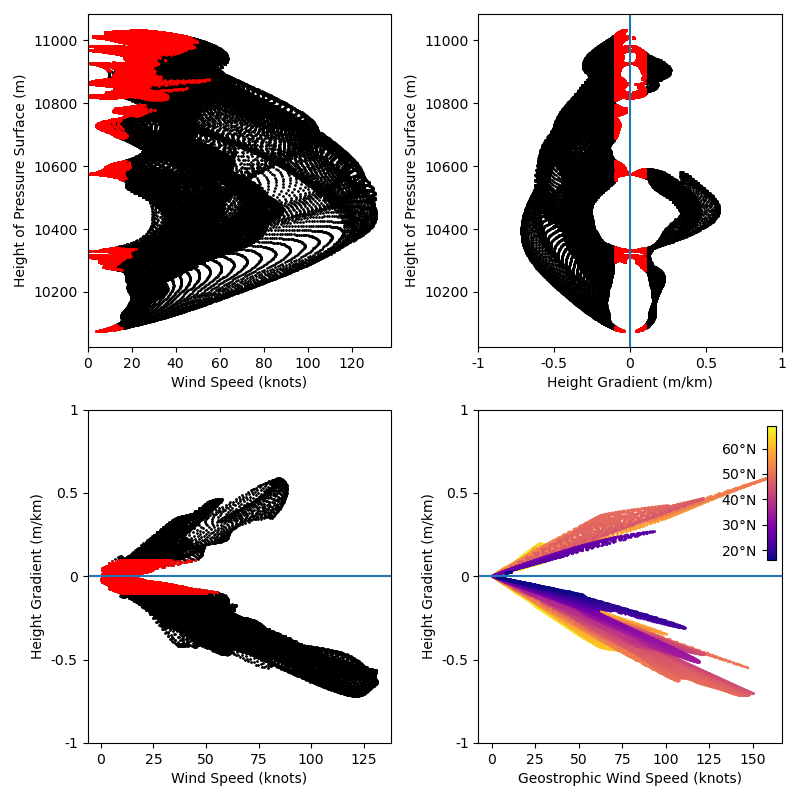 11000
10800
10600
10400
10200
Height of Pressure Surface (m)
0 20 40 60 80 100 120
Wind Speed (knots)
11000
10800
10600
10400
10200
Height of Pressure Surface (m)
-1 -0.5 0 0.5 1
Height Gradient (m/km)
1
0.5
0
-0.5
-1
Height Gradient (m/km)
0 25 50 75 100 125
Wind Speed (knots)
1
0.5
0
-0.5
-1
Height Gradient (m/km)
60°N
50°N
40°N
30°N
20°N
0 25 50 75 100 125 150
Geostrophic Wind Speed (knots)